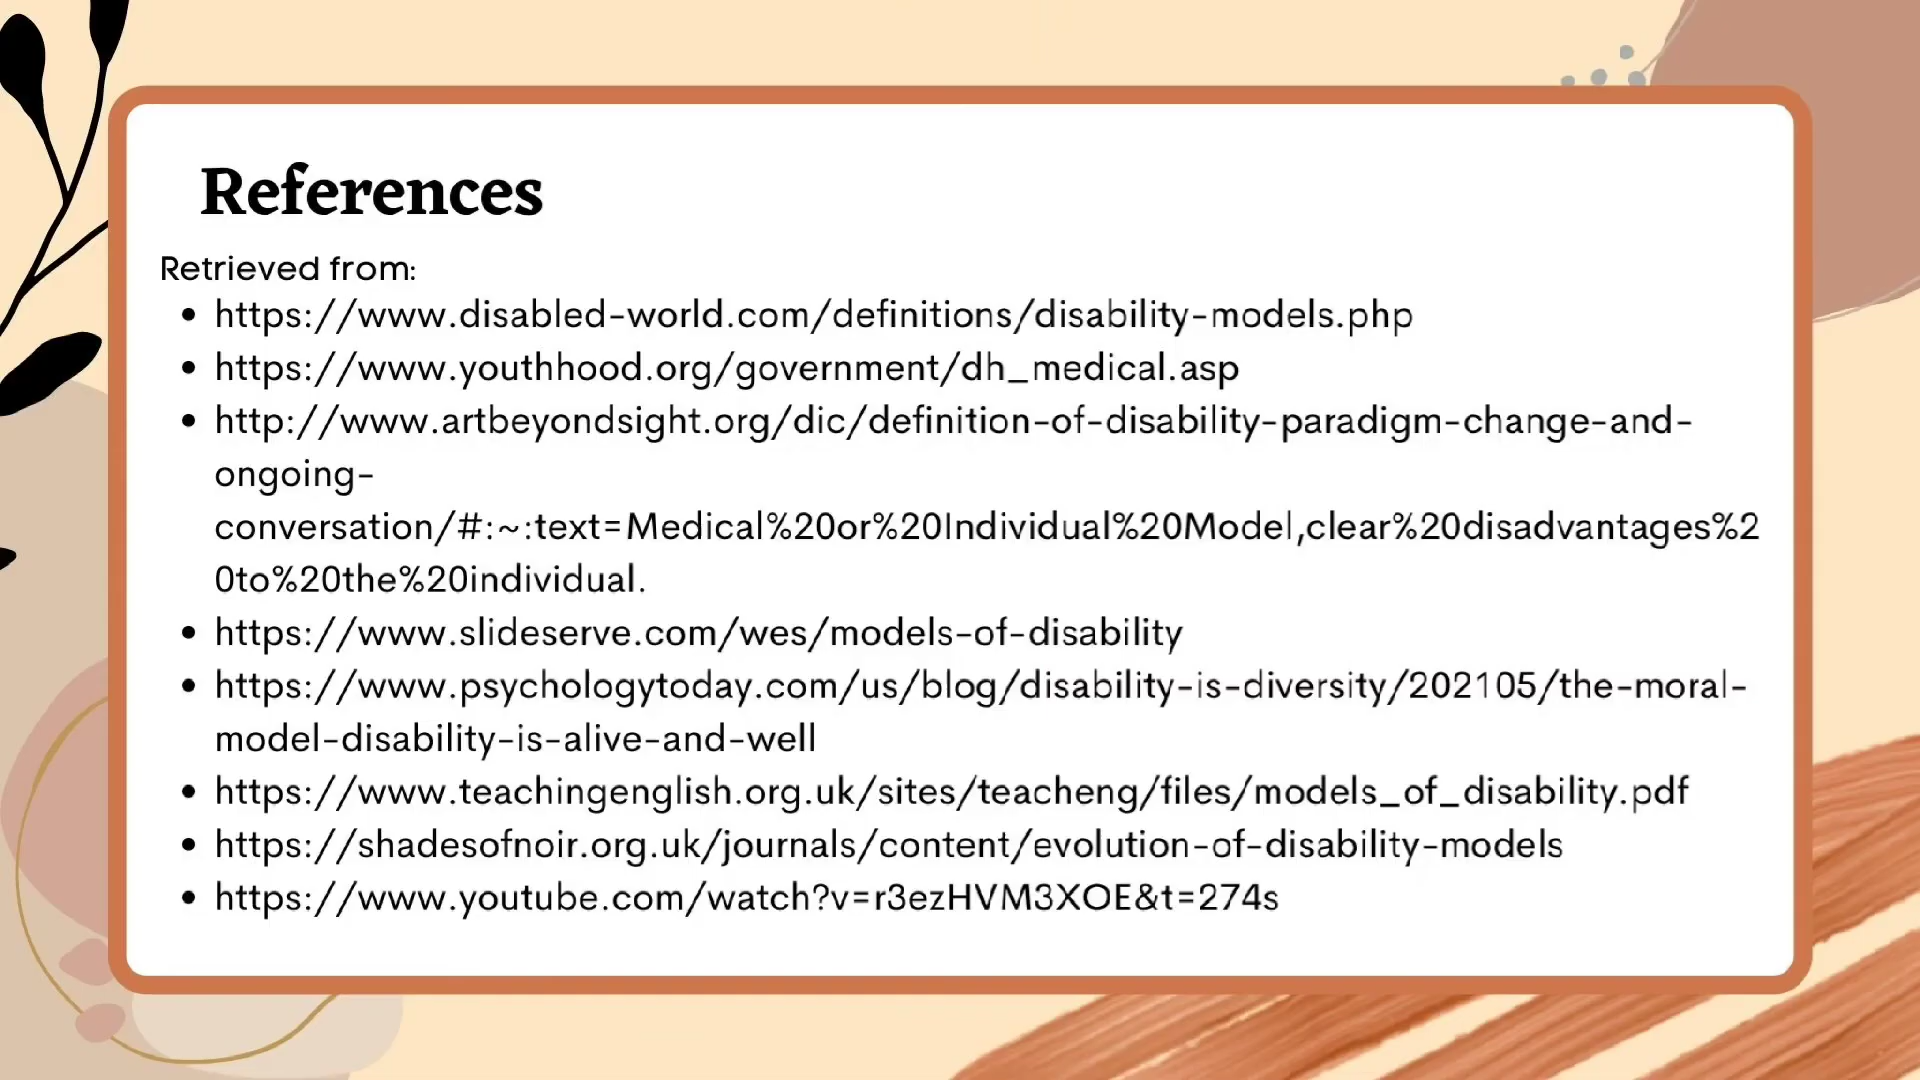 References
Retrieved from:
• https://www.disabled-world.com/definitions/disability-models.php
• https://www.youthhood.org/government/dh_medical.asp
• http://www.artbeyondsight.org/dic/definition-of-disability-paradigm-change-and-
ongoing-
conversation/#:~:text=Medical%20or%20Individual%20Model,clear%20disadvantages%2
0to%20the%20individual.
• https://www.slideserve.com/wes/models-of-disability
• https://www.psychologytoday.com/us/blog/disability-is-diversity/202105/the-moral-
model-disability-is-alive-and-well
• https://www.teachingenglish.org.uk/sites/teacheng/files/models_of_disability.pdf
• https://shadesofnoir.org.uk/journals/content/evolution-of-disability-models
• https://www.youtube.com/watch?v=r3ezHVM3XOE&t=274s